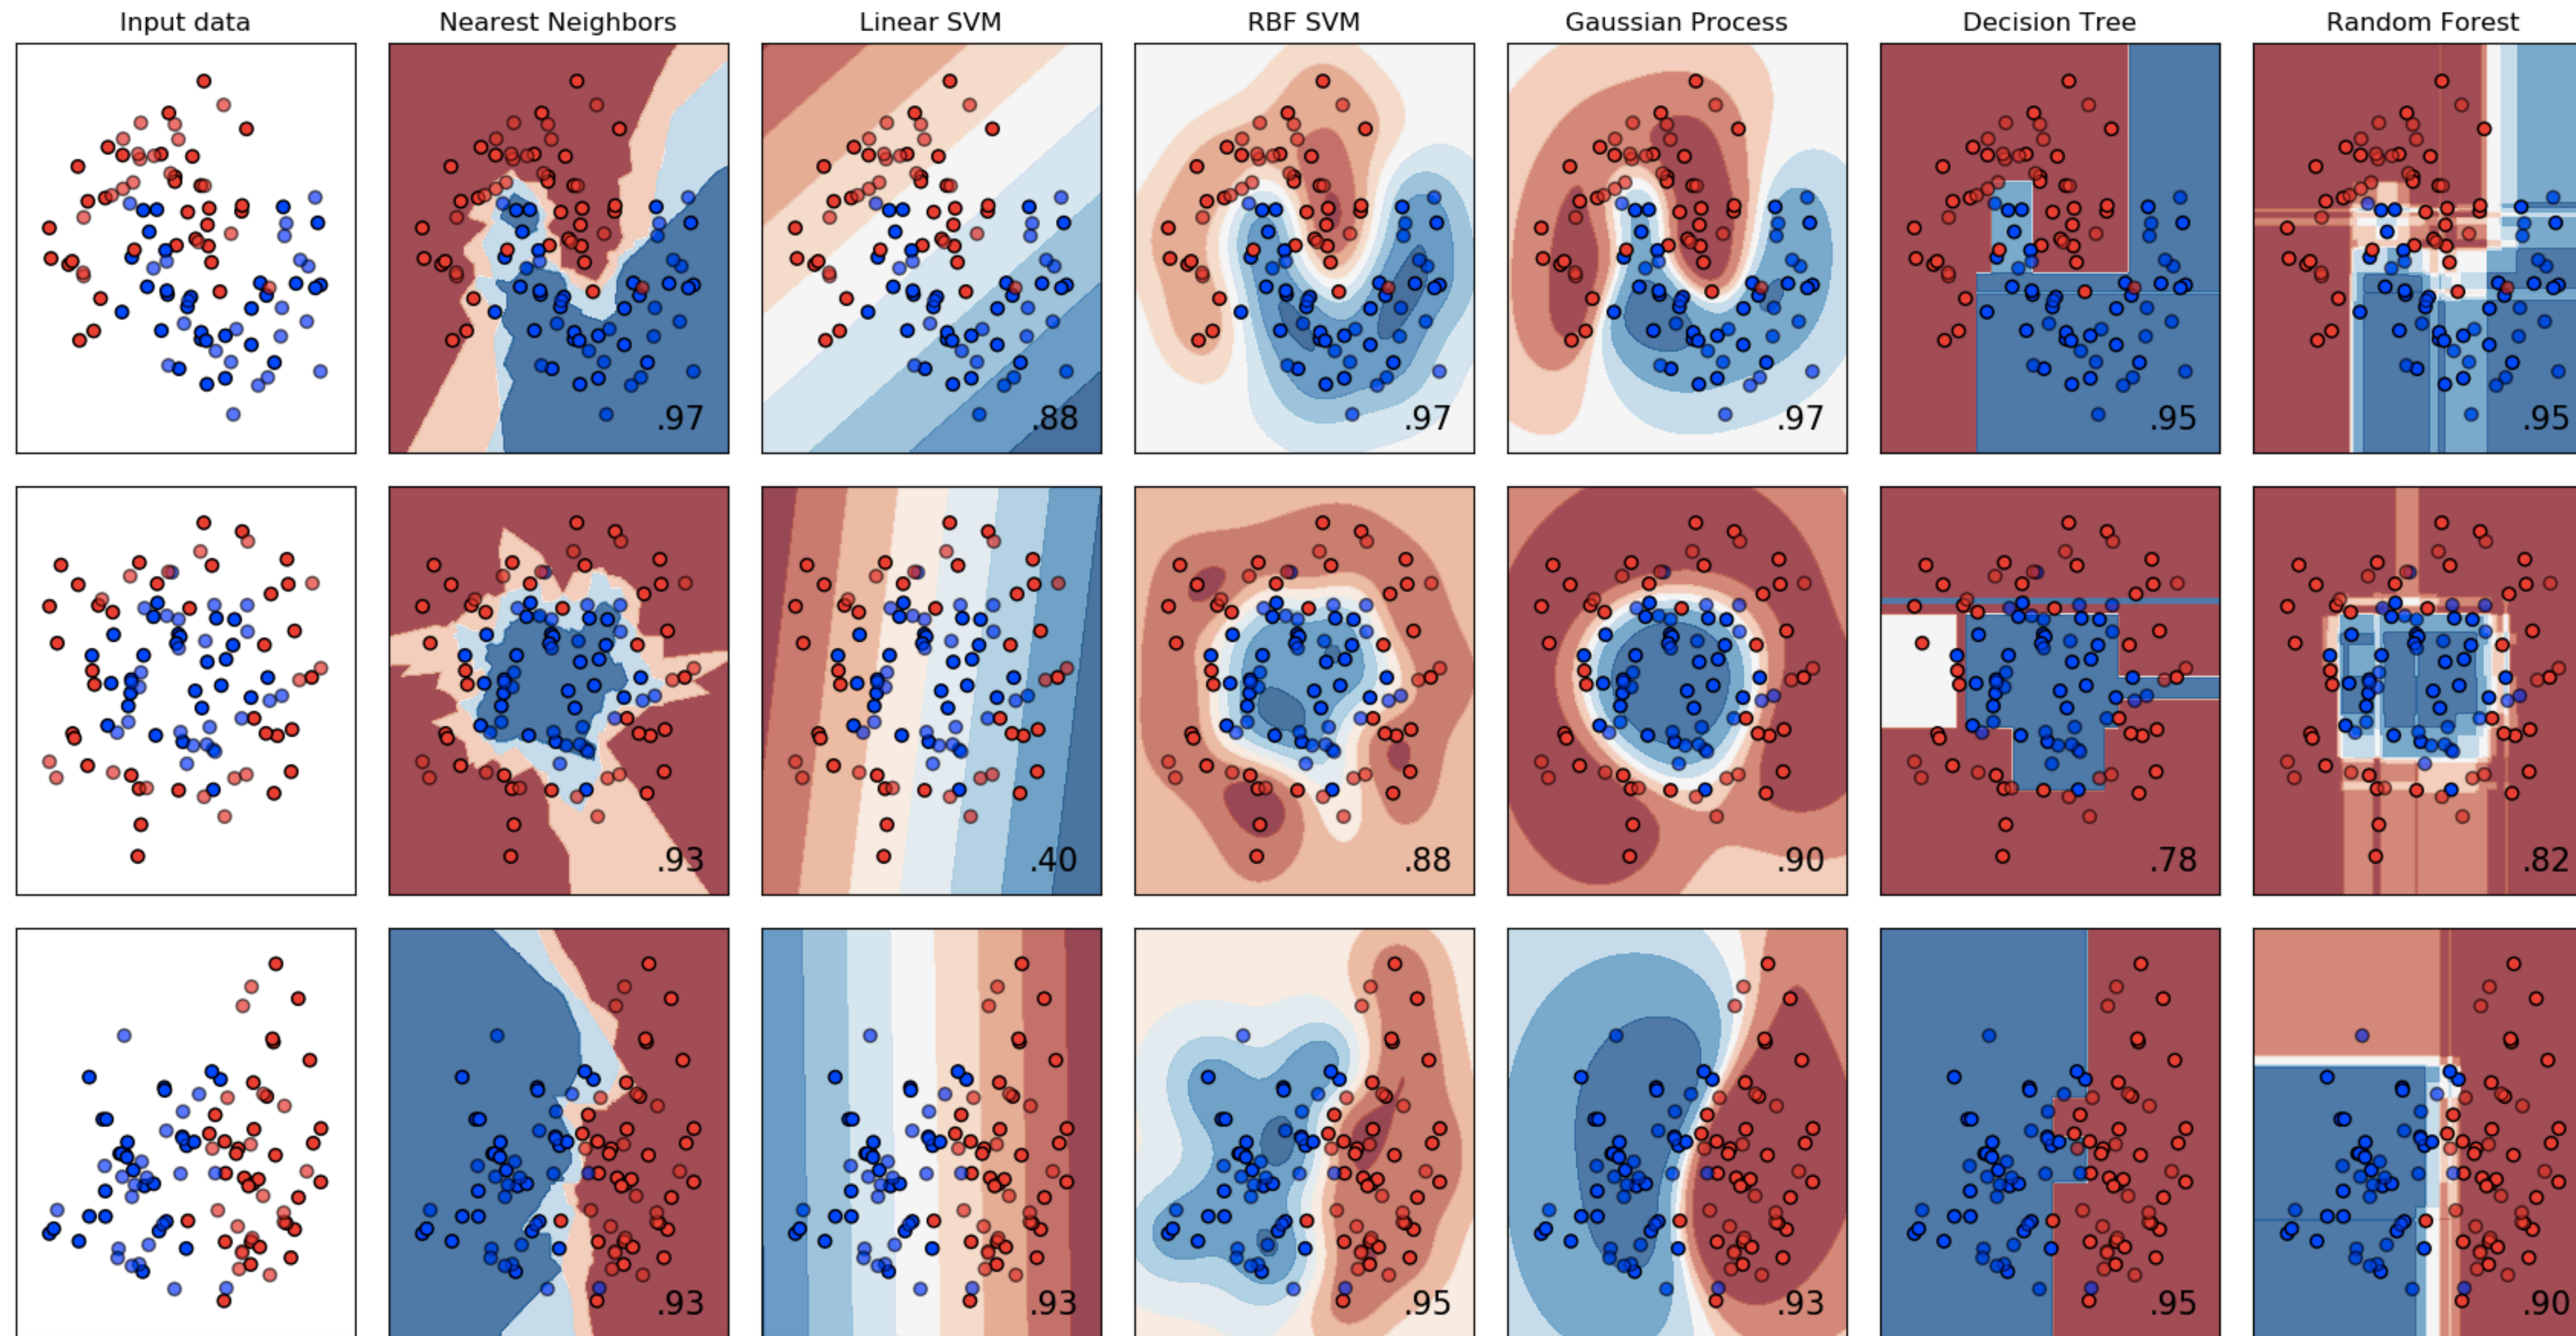 Input data Nearest Neighbors Linear SVM RBF SVM Gaussian Process Decision Tree Random Forest
.97 .88 .97 .97 .95 .95
.93 .40 .88 .90 .78 .82
.93 .93 .95 .93 .95 .90